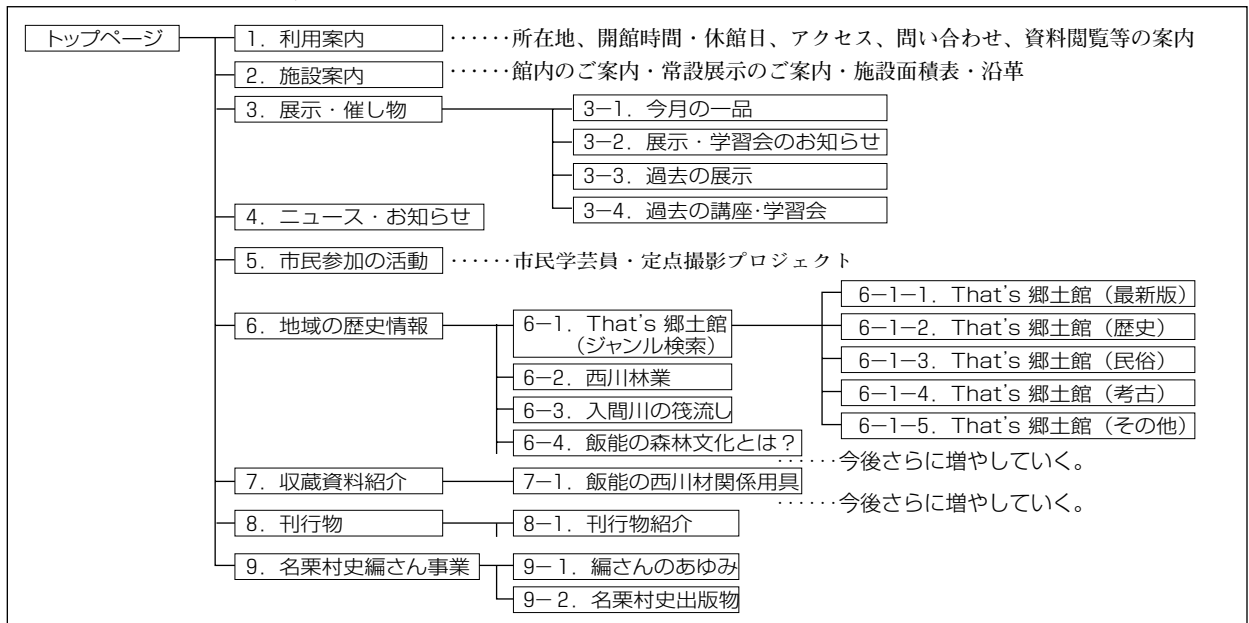 トップページ
1．利用案内 ······所在地、開館時間・休館日、アクセス、問い合わせ、資料閲覧等の案内
2．施設案内 ······館内のご案内・常設展示のご案内・施設面積表・沿革
3．展示・催し物
3−1．今月の一品
3−2．展示・学習会のお知らせ
3−3．過去の展示
3−4．過去の講座･学習会
4．ニュース・お知らせ
5．市民参加の活動 ······市民学芸員・定点撮影プロジェクト
6．地域の歴史情報
6−1．That's 郷土館
（ジャンル検索）
6−1−1．That's 郷土館（最新版）
6−1−2．That's 郷土館（歴史）
6−1−3．That's 郷土館（民俗）
6−1−4．That's 郷土館（考古）
6−1−5．That's 郷土館（その他）
6−2．西川林業
6−3．入間川の筏流し
6−4．飯能の森林文化とは？
······今後さらに増やしていく。
7．収蔵資料紹介
7−1．飯能の西川材関係用具
······今後さらに増やしていく。
8．刊行物
8−1．刊行物紹介
9．名栗村史編さん事業
9−１．編さんのあゆみ
9−２．名栗村史出版物